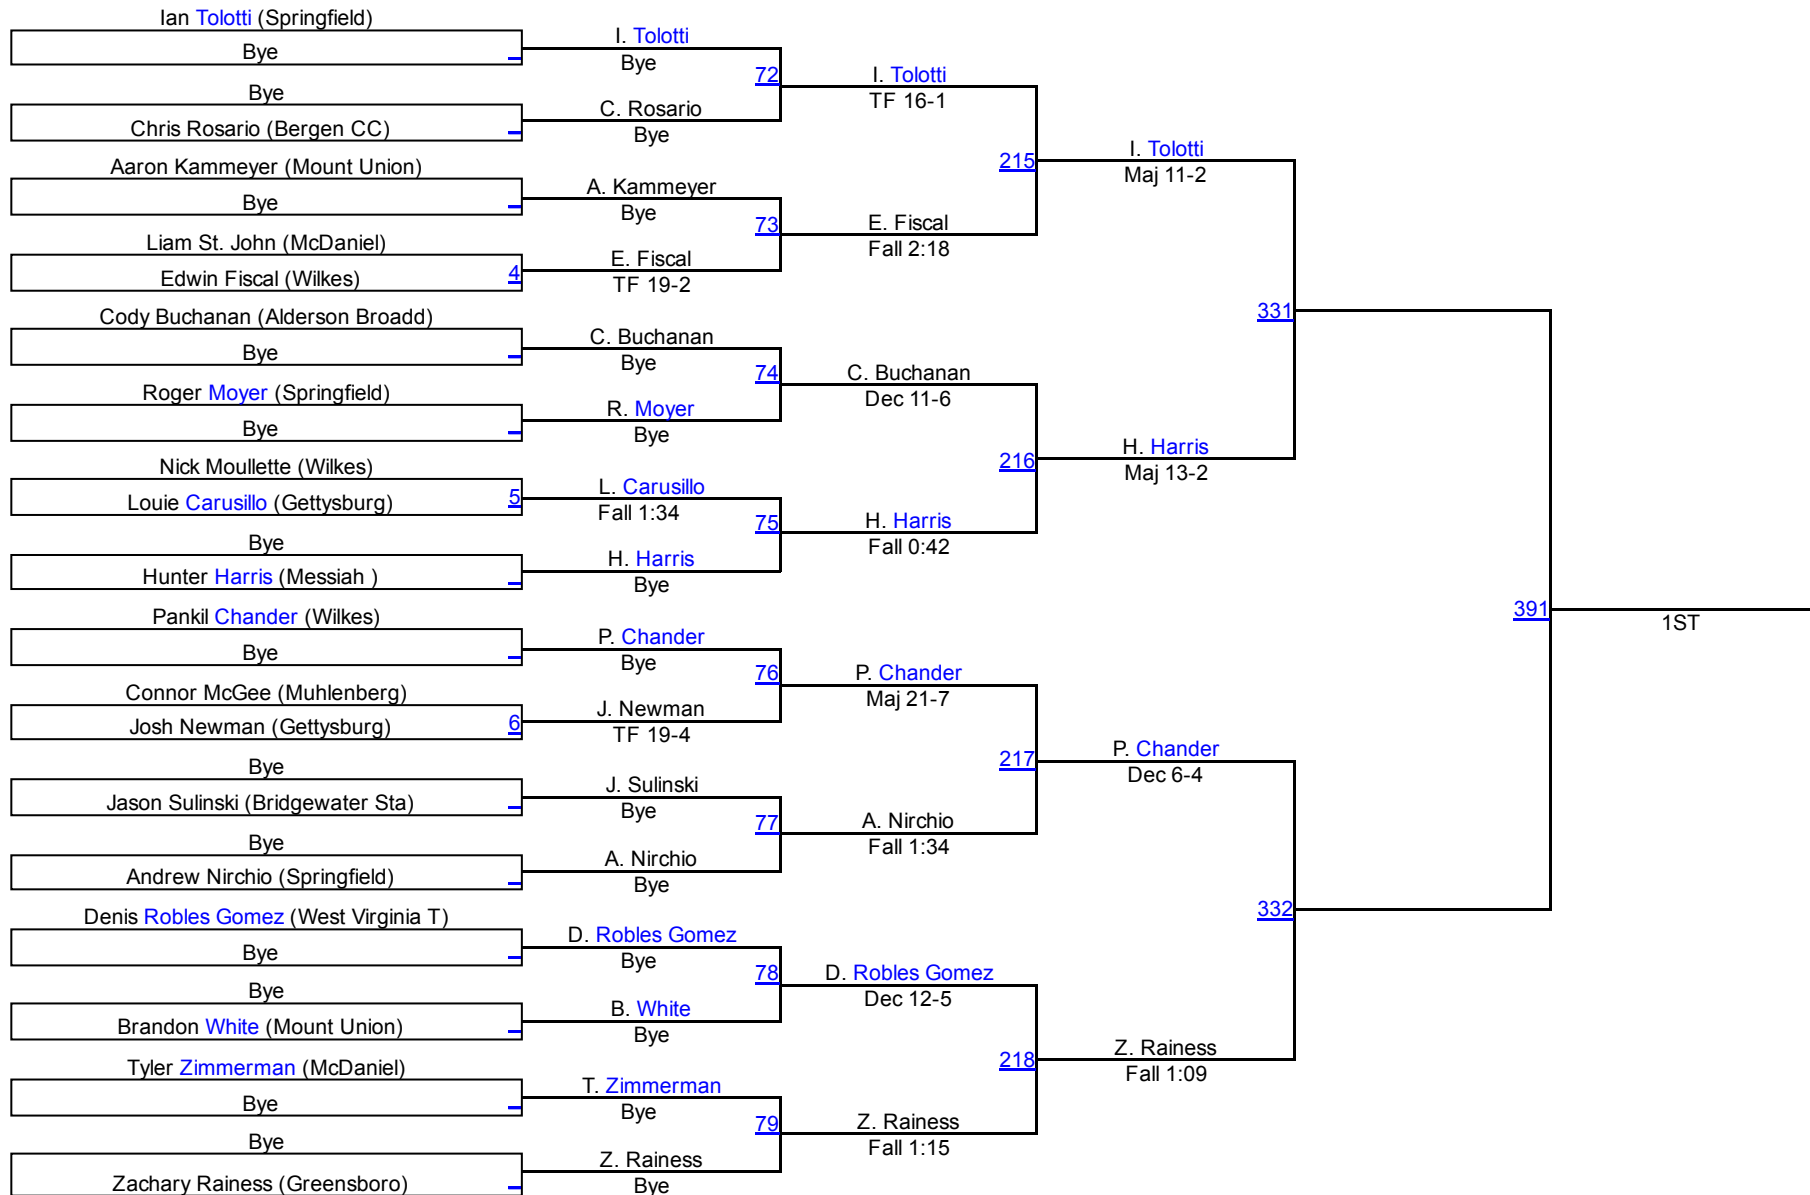 Ian Tolotti (Springfield)
Bye
Bye
Chris Rosario (Bergen CC)
Aaron Kammeyer (Mount Union)
Bye
Liam St. John (McDaniel)
Edwin Fiscal (Wilkes)
4
Cody Buchanan (Alderson Broadd)
Bye
Roger Moyer (Springfield)
Bye
Nick Moullette (Wilkes)
Louie Carusillo (Gettysburg)
5
Bye
Hunter Harris (Messiah )
Pankil Chander (Wilkes)
Bye
Connor McGee (Muhlenberg)
Josh Newman (Gettysburg)
6
Bye
Jason Sulinski (Bridgewater Sta)
Bye
Andrew Nirchio (Springfield)
Denis Robles Gomez (West Virginia T)
Bye
Bye
Brandon White (Mount Union)
Tyler Zimmerman (McDaniel)
Bye
Bye
Zachary Rainess (Greensboro)
I. Tolotti
Bye
72
C. Rosario
Bye
A. Kammeyer
Bye
73
E. Fiscal
TF 19-2
C. Buchanan
Bye
74
R. Moyer
Bye
L. Carusillo
Fall 1:34
75
H. Harris
Bye
P. Chander
Bye
76
J. Newman
TF 19-4
J. Sulinski
Bye
77
A. Nirchio
Bye
D. Robles Gomez
Bye
78
B. White
Bye
T. Zimmerman
Bye
79
Z. Rainess
Bye
I. Tolotti
TF 16-1
215
E. Fiscal
Fall 2:18
C. Buchanan
Dec 11-6
216
H. Harris
Fall 0:42
P. Chander
Maj 21-7
217
A. Nirchio
Fall 1:34
D. Robles Gomez
Dec 12-5
218
Z. Rainess
Fall 1:15
I. Tolotti
Maj 11-2
331
H. Harris
Maj 13-2
P. Chander
Dec 6-4
332
Z. Rainess
Fall 1:09
391
1ST